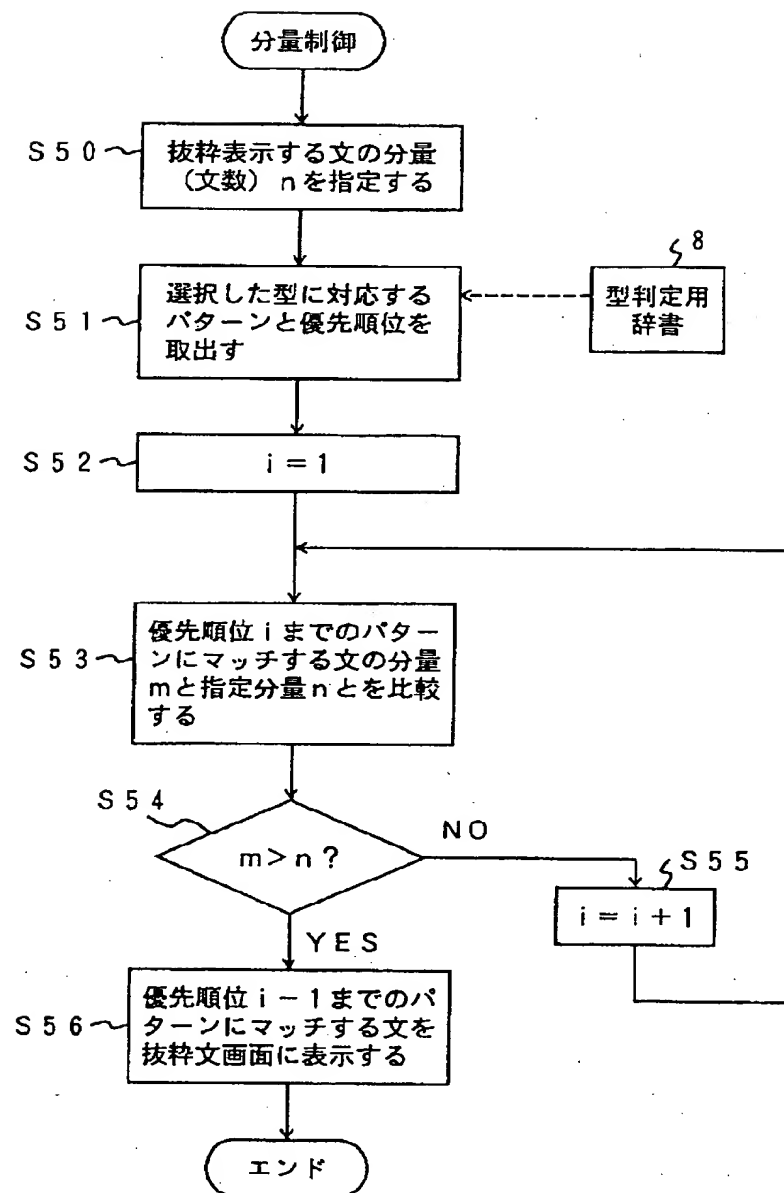 分量制御
S50
抜粋表示する文の分量
（文数）nを指定する
S51
選択した型に対応する
パターンと優先順位を
取出す
8
型判定用
辞書
S52
i＝1
S53
優先順位iまでのパター
ンにマッチする文の分量
mと指定分量nとを比較
する
S54
m>n？
NO
S55
i＝i＋1
YES
S56
優先順位i－1までのパ
ターンにマッチする文を
抜粋文画面に表示する
エンド